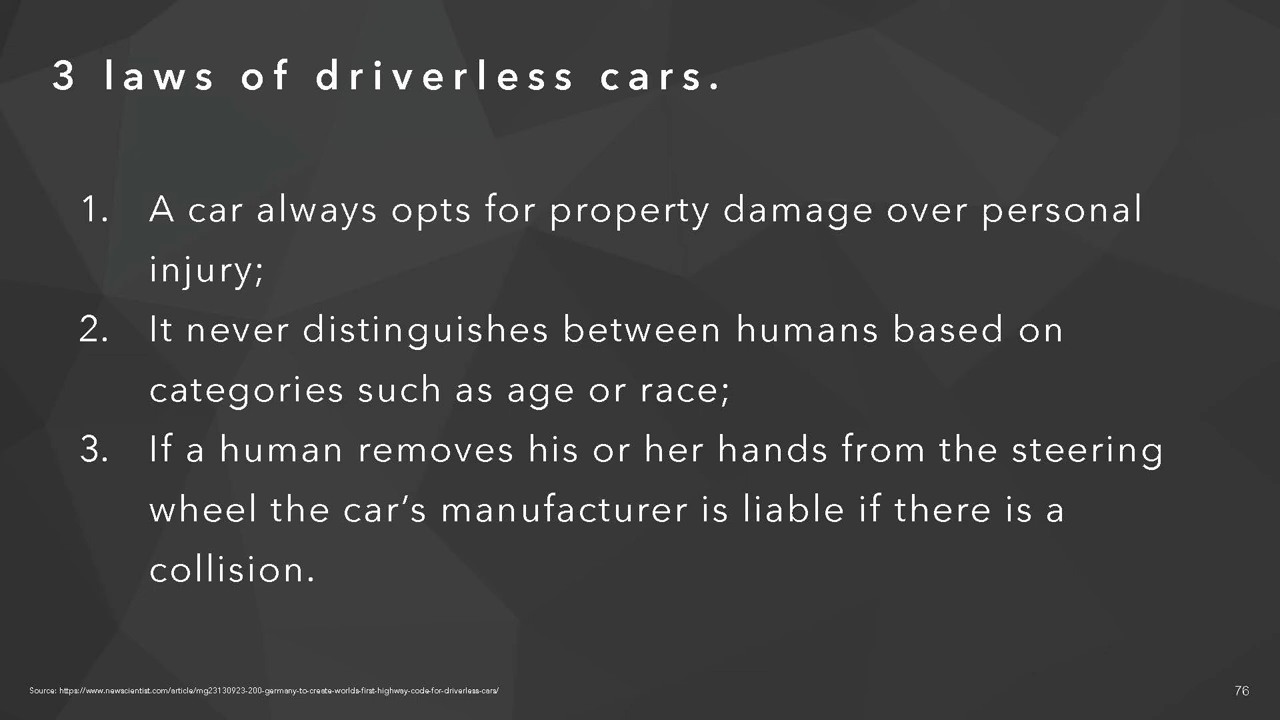 3 laws of driverless cars.
1. A car always opts for property damage over personal
injury;
2. It never distinguishes between humans based on
categories such as age or race;
3. If a human removes his or her hands from the steering
wheel the car’s manufacturer is liable if there is a
collision.
Source: https://www.newscientist.com/article/mg23130923-200-germany-to-create-worlds-first-highway-code-for-driverless-cars/
76